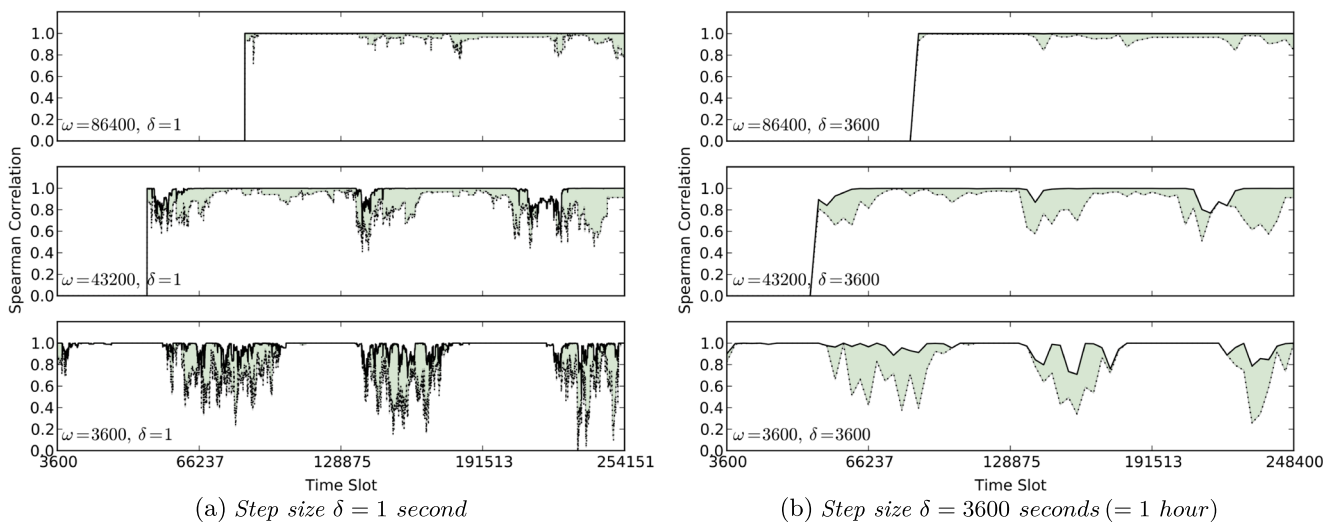 Spearman Correlation
1.0
0.8
0.6
0.4
0.2
0.0
ω=86400, δ=1
1.0
0.8
0.6
0.4
0.2
0.0
ω=43200, δ=1
1.0
0.8
0.6
0.4
0.2
0.0
ω=3600, δ=1
3600 66237 128875 191513 254151
Time Slot
(a) Step size δ = 1 second
Spearman Correlation
1.0
0.8
0.6
0.4
0.2
0.0
ω=86400, δ=3600
1.0
0.8
0.6
0.4
0.2
0.0
ω=43200, δ=3600
1.0
0.8
0.6
0.4
0.2
0.0
ω=3600, δ=3600
3600 66237 128875 191513 248400
Time Slot
(b) Step size δ = 3600 seconds (= 1 hour)